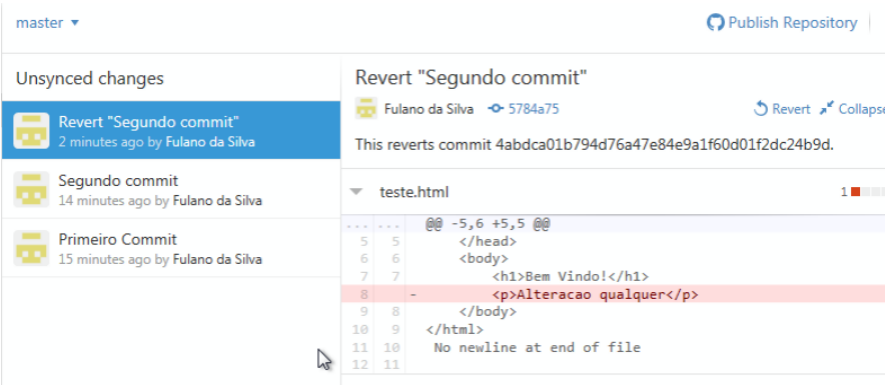 master
Publish Repository
Unsynced changes
Revert "Segundo commit"
2 minutes ago by Fulano da Silva
Segundo commit
14 minutes ago by Fulano da Silva
Primeiro Commit
15 minutes ago by Fulano da Silva
Revert "Segundo commit"
Fulano da Silva 5784a75 Revert Collapse
This reverts commit 4abdca01b794d76a47e84e9a1f60d01f2dc24b9d.
teste.html 1
... ... @@ -5,6 +5,5 @@
5 5 </head>
6 6 <body>
7 7 <h1>Bem Vindo!</h1>
8 - <p>Alteracao qualquer</p>
9 8 </body>
10 9 </html>
11 10 No newline at end of file
12 11